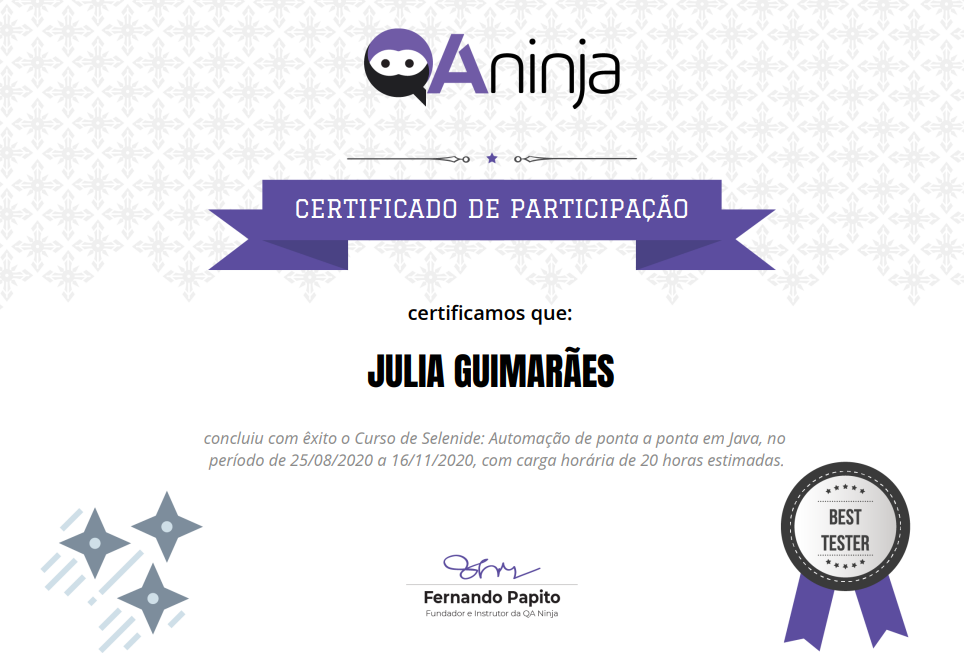 QAninja
CERTIFICADO DE PARTICIPAÇÃO
certificamos que:
JULIA GUIMARÃES
concluiu com êxito o Curso de Selenide: Automação de ponta a ponta em Java, no
período de 25/08/2020 a 16/11/2020, com carga horária de 20 horas estimadas.
BEST
TESTER
Fernando Papito
Fundador e Instrutor da QA Ninja